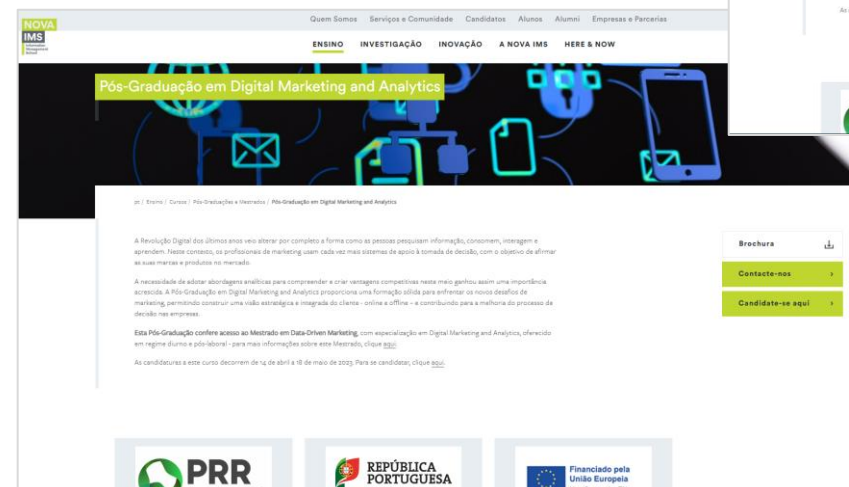 NOVA
IMS
Information
Management
School
Quem Somos Serviços e Comunidade Candidatos Alunos Alumni Empresas e Parcerias
ENSINO INVESTIGAÇÃO INOVAÇÃO A NOVA IMS HERE & NOW
Pós-Graduação em Digital Marketing and Analytics
pt / Ensino / Cursos / Pós-Graduações e Mestrados / Pós-Graduação em Digital Marketing and Analytics
A Revolução Digital dos últimos anos veio alterar por completo a forma como as pessoas pesquisam informação, consomem, interagem e
aprendem. Neste contexto, os profissionais de marketing usam cada vez mais sistemas de apoio à tomada de decisão, com o objetivo de afirmar
as suas marcas e produtos no mercado.
A necessidade de adotar abordagens analíticas para compreender e criar vantagens competitivas neste meio ganhou assim uma importância
acrescida. A Pós-Graduação em Digital Marketing and Analytics proporciona uma formação sólida para enfrentar os novos desafios de
marketing, permitindo construir uma visão estratégica e integrada do cliente - online e offline - e contribuindo para a melhoria do processo de
decisão nas empresas.
Esta Pós-Graduação confere acesso ao Mestrado em Data-Driven Marketing, com especialização em Digital Marketing and Analytics, oferecido
em regime diurno e pós-laboral - para mais informações sobre este Mestrado, clique aqui.
As candidaturas a este curso decorrem de 14 de abril a 18 de maio de 2023. Para se candidatar, clique aqui.
Brochura
Contacte-nos ›
Candidate-se aqui ›
PRR
REPÚBLICA
PORTUGUESA
Financiado pela
União Europeia
As